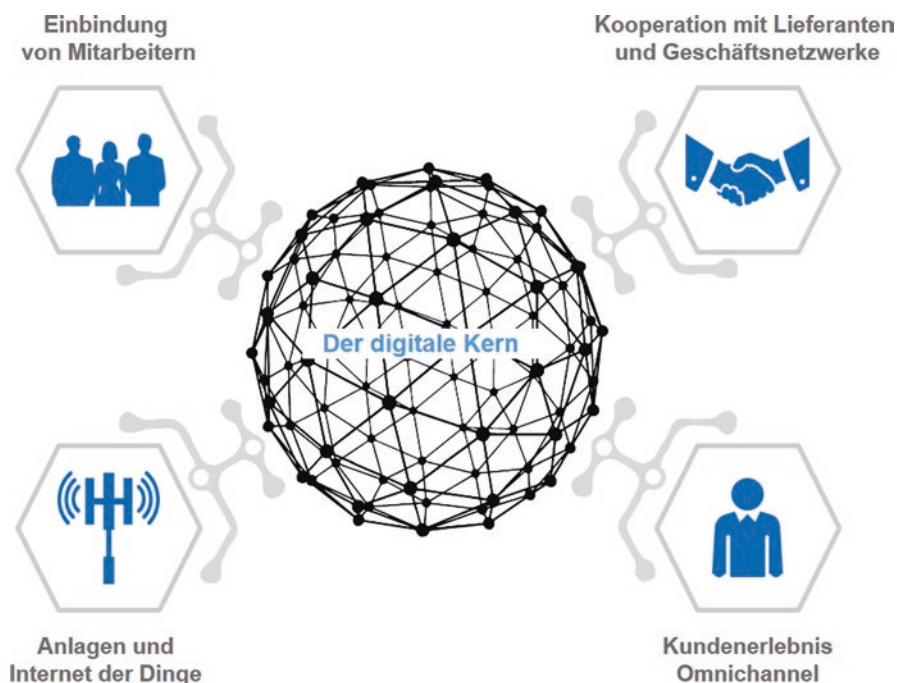 Einbindung
von Mitarbeitern
Kooperation mit Lieferanten
und Geschäftsnetzwerke
Der digitale Kern
Anlagen und
Internet der Dinge
Kundenerlebnis
Omnichannel